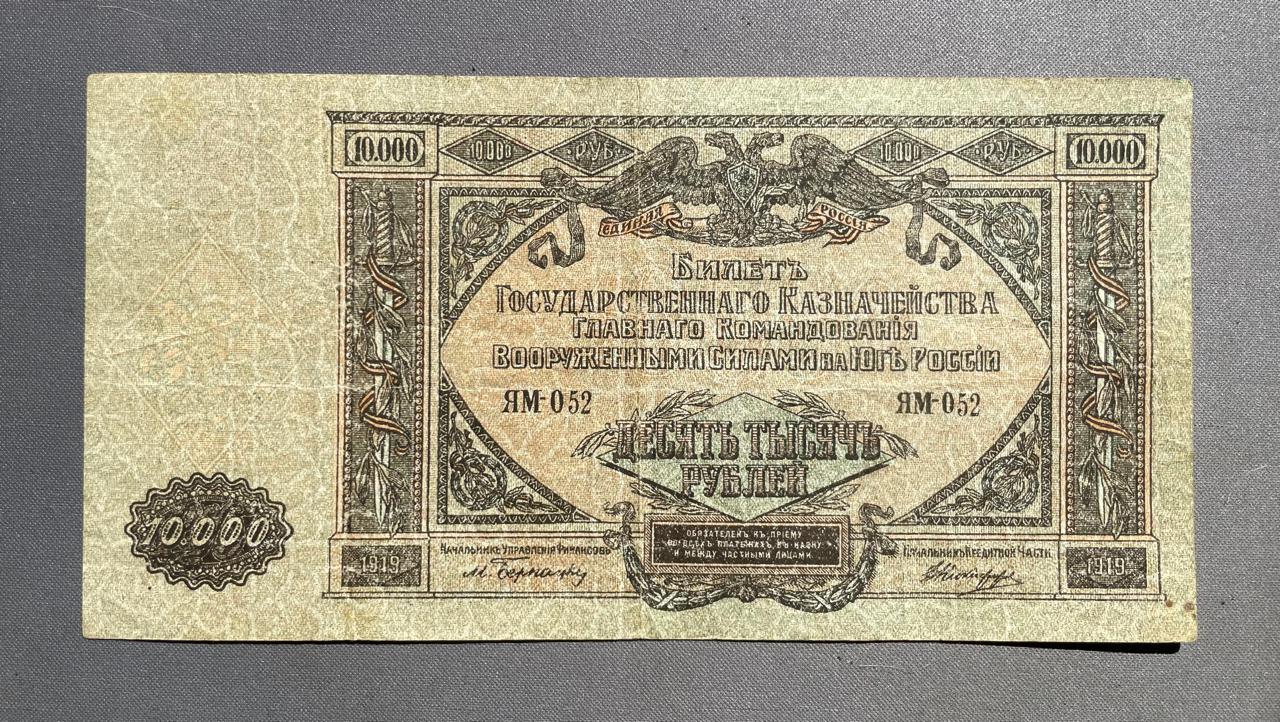 10.000 10.000 РУБ. 10.000 РУБ. 10.000
ЕДИНАЯ РОССІЯ
БИЛЕТЪ
ГОСУДАРСТВЕННАГО КАЗНАЧЕЙСТВА
ГЛАВНАГО КОМАНДОВАНІЯ
ВООРУЖЕННЫМИ СИЛАМИ НА ЮГѢ РОССІИ
ЯМ-052 ЯМ-052
ДЕСЯТЬ ТЫСЯЧЪ
РУБЛЕЙ
10.000
ОБЯЗАТЕЛЕНЪ КЪ ПРІЕМУ
ВО ВСѢХЪ ПЛАТЕЖАХЪ, ВЪ КАЗНУ
И МЕЖДУ ЧАСТНЫМИ ЛИЦАМИ.
НАЧАЛЬНИКЪ УПРАВЛЕНІЯ ФИНАНСОВЪ НАЧАЛЬНИКЪ КРЕДИТНОЙ ЧАСТИ
1919 М. Бернацкій 1919